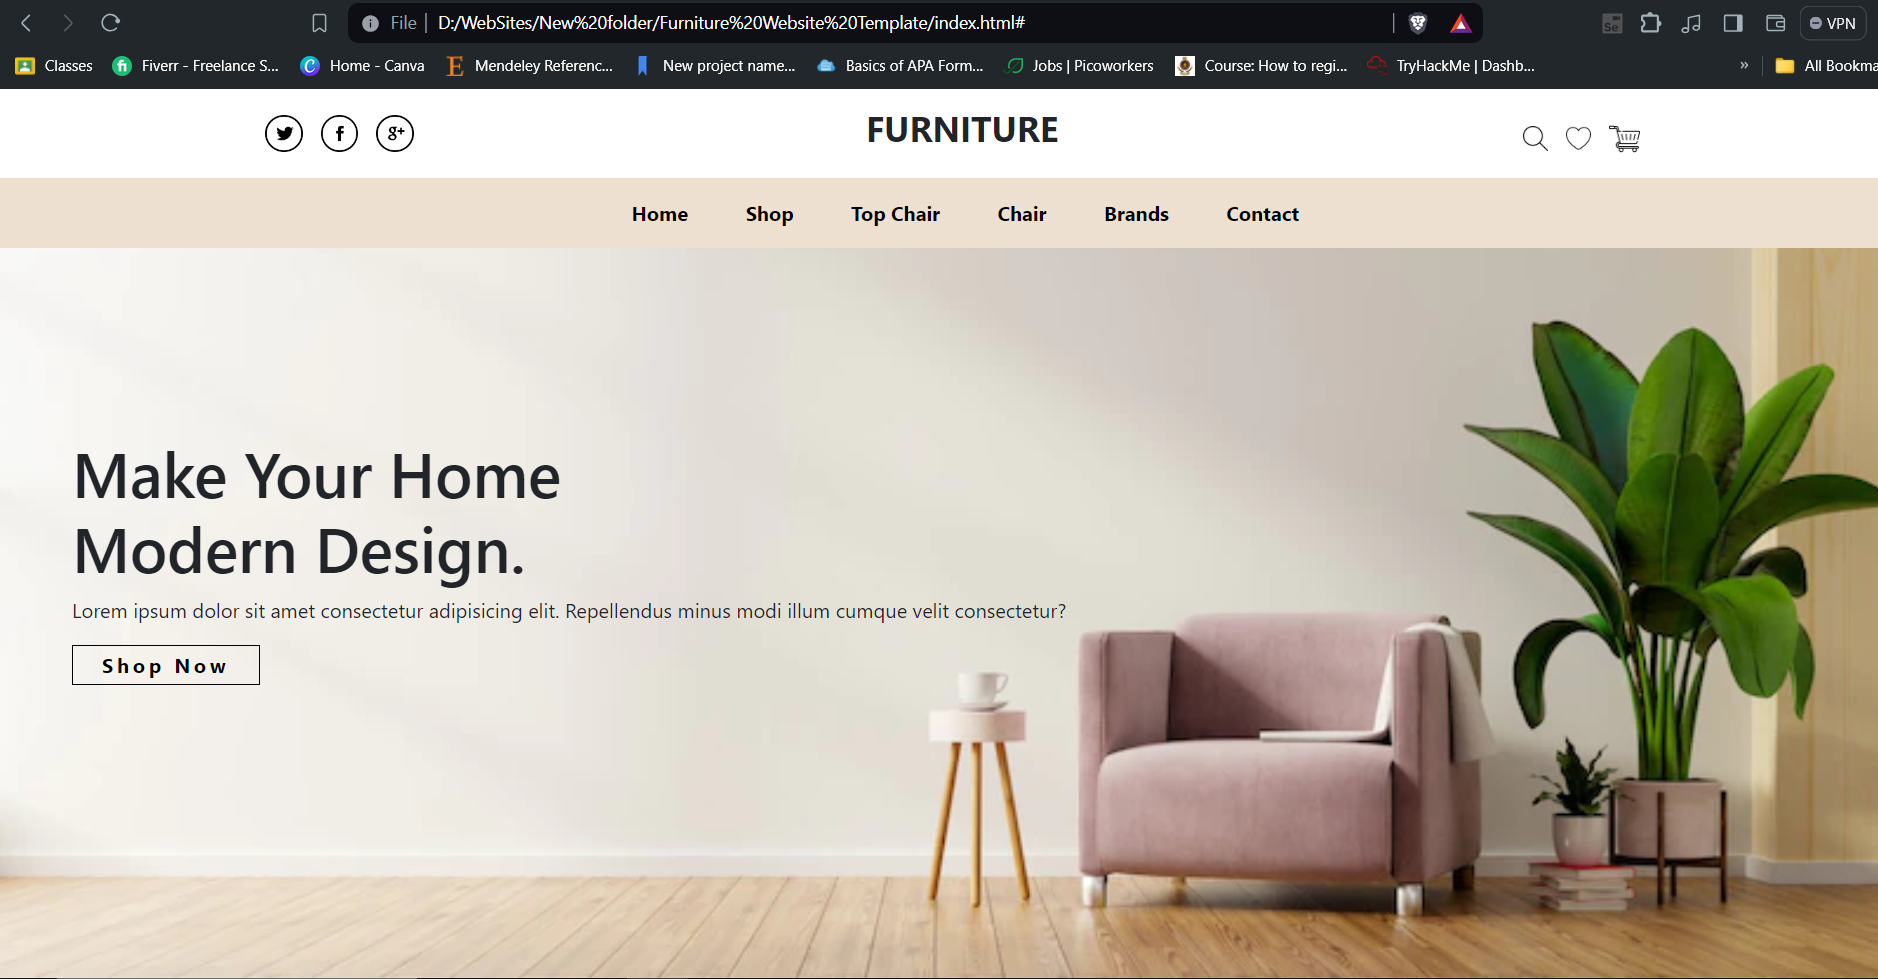 File D:/WebSites/New%20folder/Furniture%20Website%20Template/index.html#
Se
VPN
Classes
Fiverr - Freelance S...
Home - Canva
Mendeley Referenc...
New project name...
Basics of APA Form...
Jobs | Picoworkers
Course: How to regi...
TryHackMe | Dashb...
» All Bookma
FURNITURE
Home Shop Top Chair Chair Brands Contact
Make Your Home
Modern Design.
Lorem ipsum dolor sit amet consectetur adipisicing elit. Repellendus minus modi illum cumque velit consectetur?
Shop Now